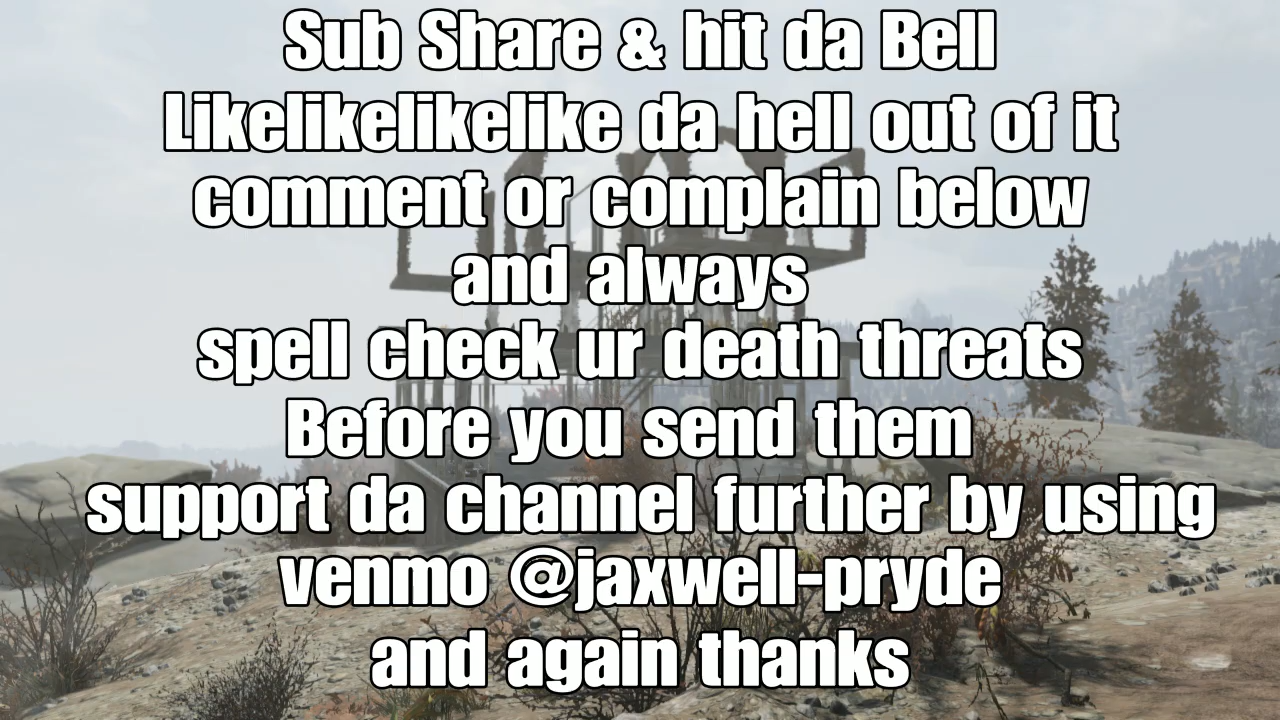 Sub Share & hit da Bell
Likelikelikelike da hell out of it
comment or complain below
and always
spell check ur death threats
Before you send them
support da channel further by using
venmo @jaxwell-pryde
and again thanks